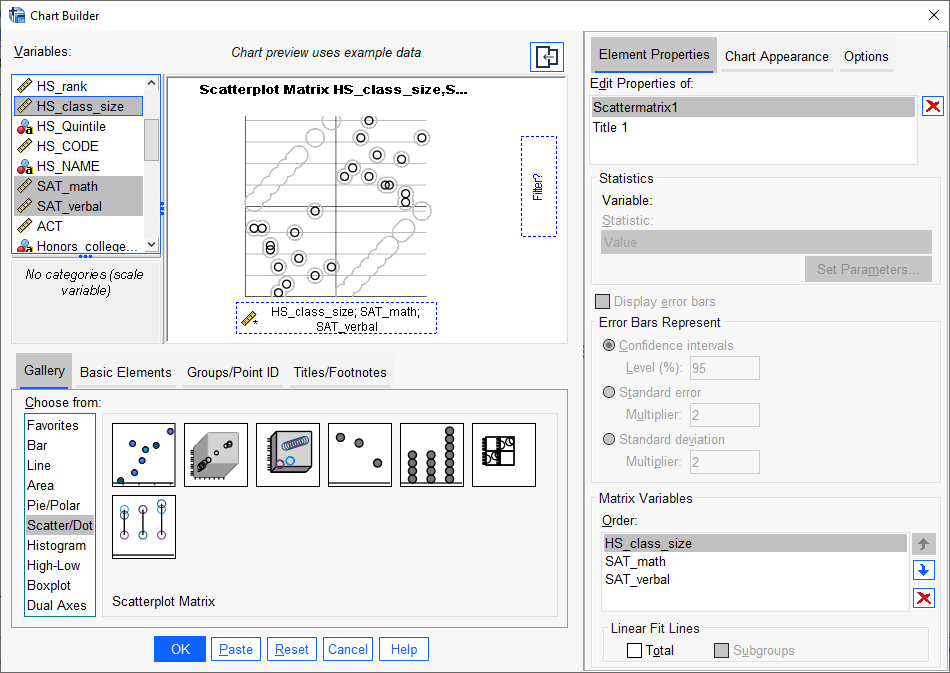 Chart Builder
Variables:
Chart preview uses example data
HS_rank
HS_class_size
HS_Quintile
HS_CODE
HS_NAME
SAT_math
SAT_verbal
ACT
Honors_college...
No categories (scale
variable)
Scatterplot Matrix HS_class_size,S...
Filter?
HS_class_size; SAT_math;
SAT_verbal
Gallery
Basic Elements
Groups/Point ID
Titles/Footnotes
Choose from:
Favorites
Bar
Line
Area
Pie/Polar
Scatter/Dot
Histogram
High-Low
Boxplot
Dual Axes
Scatterplot Matrix
OK
Paste
Reset
Cancel
Help
Element Properties
Chart Appearance
Options
Edit Properties of:
Scattermatrix1
Title 1
Statistics
Variable:
Statistic:
Value
Set Parameters...
Display error bars
Error Bars Represent
Confidence intervals
Level (%): 95
Standard error
Multiplier: 2
Standard deviation
Multiplier: 2
Matrix Variables
Order:
HS_class_size
SAT_math
SAT_verbal
Linear Fit Lines
Total
Subgroups